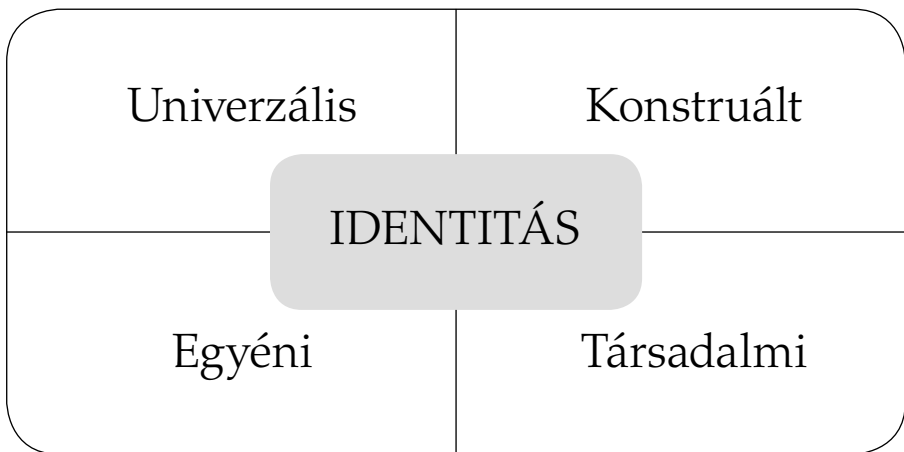 Univerzális
Konstruált
IDENTITÁS
Egyéni
Társadalmi